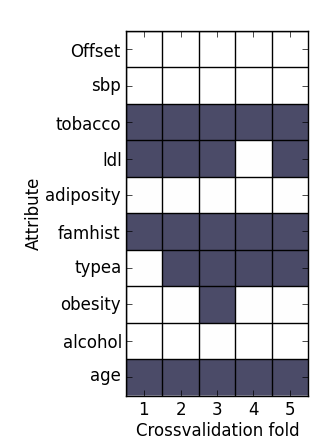 Offset
sbp
tobacco
ldl
adiposity
famhist
typea
obesity
alcohol
age
Attribute
1 2 3 4 5
Crossvalidation fold